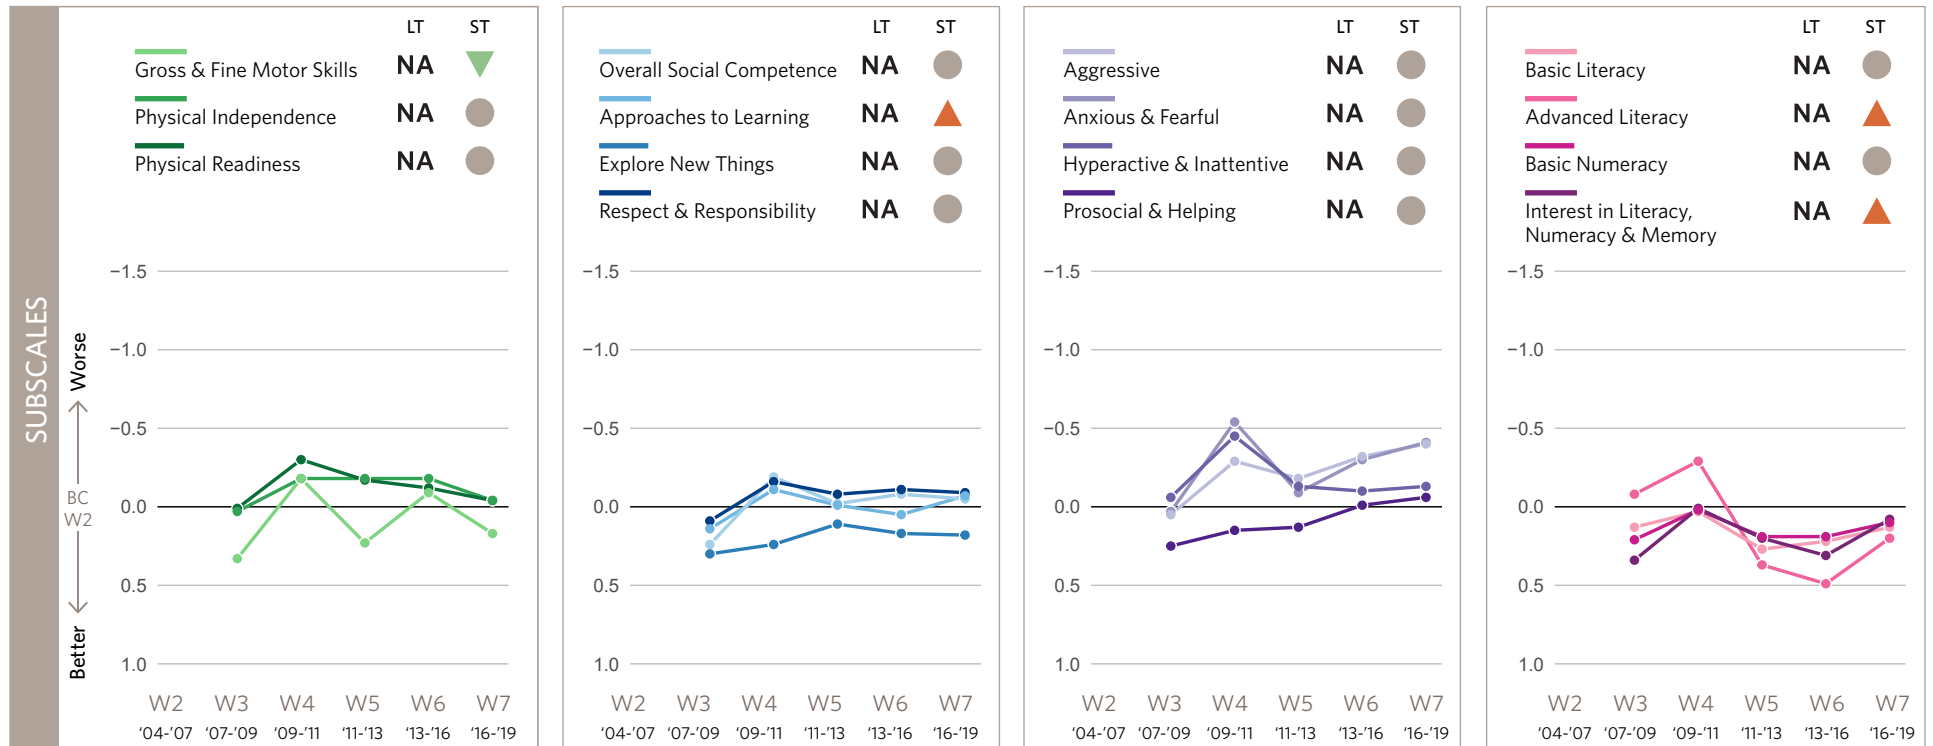 SUBSCALES
Worse
BC
W2
Better
LT ST
Gross & Fine Motor Skills NA
Physical Independence NA
Physical Readiness NA
−1.5
−1.0
−0.5
0.0
0.5
1.0
W2 W3 W4 W5 W6 W7
‘04-’07 ‘07-’09 ‘09-’11 ‘11-’13 ‘13-’16 ‘16-’19
LT ST
Overall Social Competence NA
Approaches to Learning NA
Explore New Things NA
Respect & Responsibility NA
−1.5
−1.0
−0.5
0.0
0.5
1.0
W2 W3 W4 W5 W6 W7
‘04-’07 ‘07-’09 ‘09-’11 ‘11-’13 ‘13-’16 ‘16-’19
LT ST
Aggressive NA
Anxious & Fearful NA
Hyperactive & Inattentive NA
Prosocial & Helping NA
−1.5
−1.0
−0.5
0.0
0.5
1.0
W2 W3 W4 W5 W6 W7
‘04-’07 ‘07-’09 ‘09-’11 ‘11-’13 ‘13-’16 ‘16-’19
LT ST
Basic Literacy NA
Advanced Literacy NA
Basic Numeracy NA
Interest in Literacy, NA
Numeracy & Memory
−1.5
−1.0
−0.5
0.0
0.5
1.0
W2 W3 W4 W5 W6 W7
‘04-’07 ‘07-’09 ‘09-’11 ‘11-’13 ‘13-’16 ‘16-’19